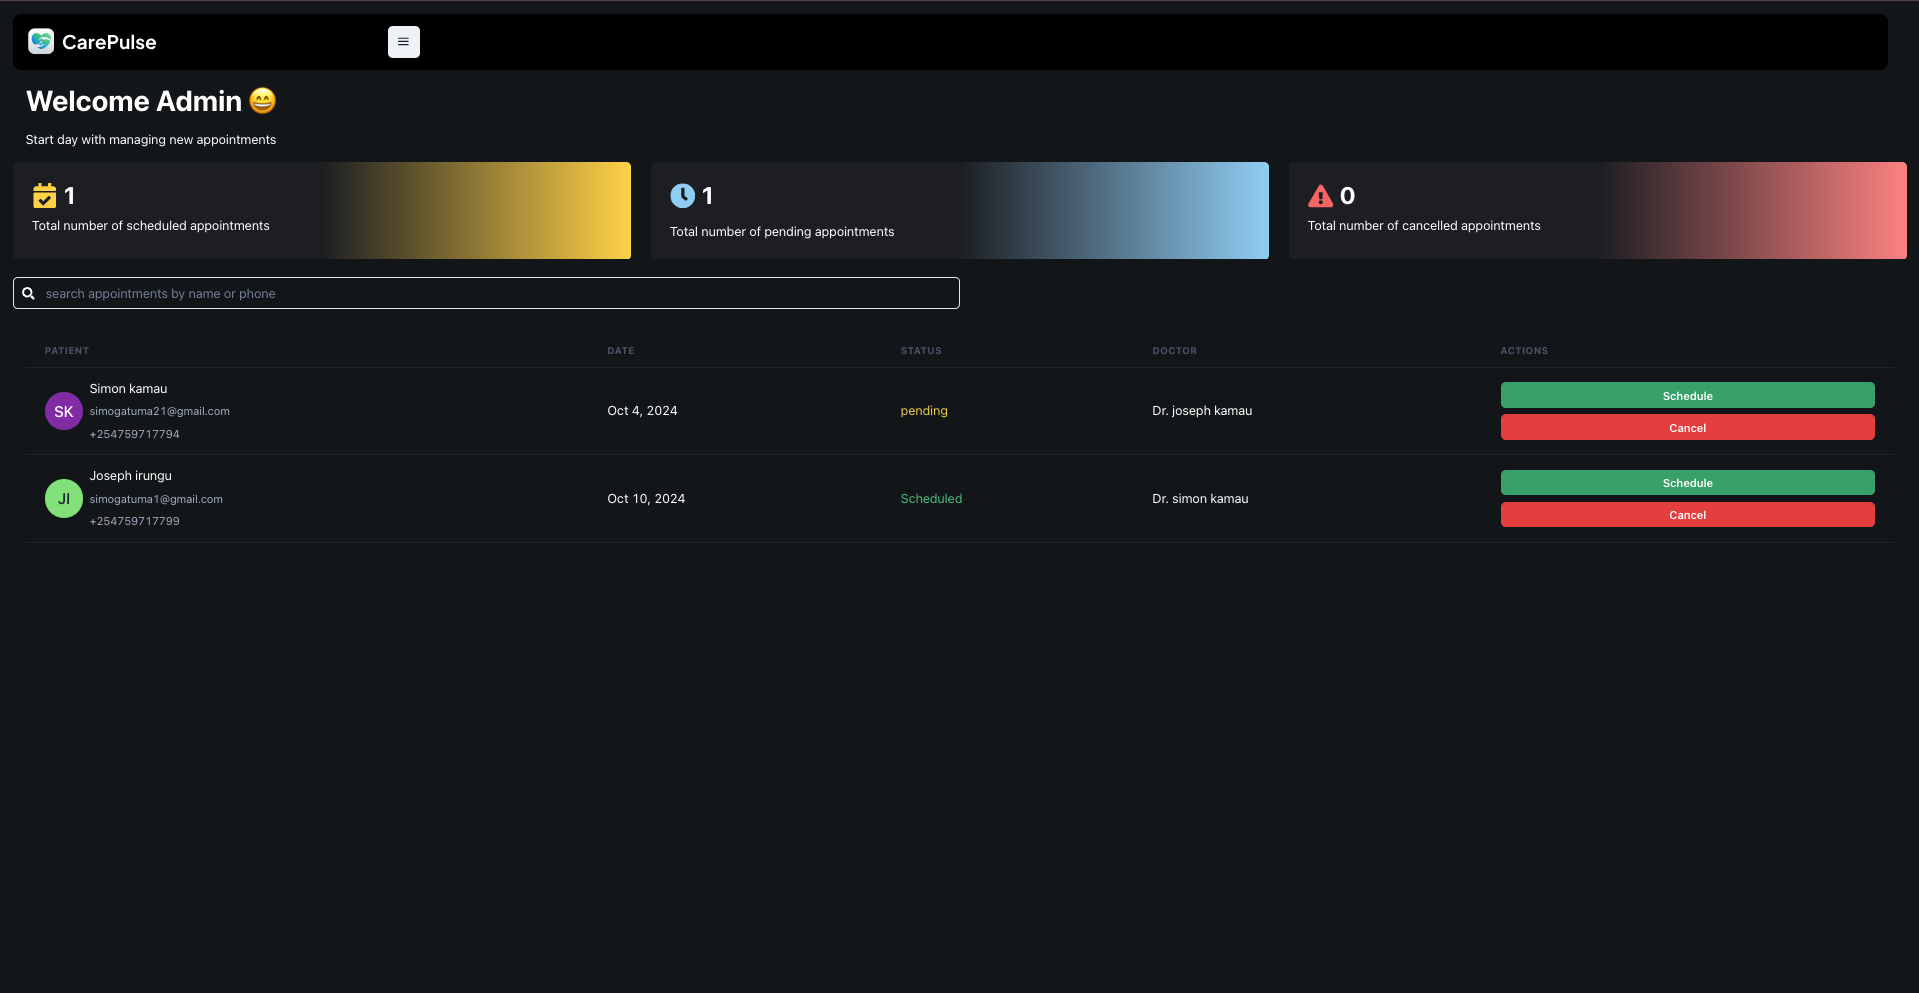 CarePulse
Welcome Admin 😄
Start day with managing new appointments
1
Total number of scheduled appointments
1
Total number of pending appointments
0
Total number of cancelled appointments
search appointments by name or phone
PATIENT DATE STATUS DOCTOR ACTIONS
Simon kamau
SK simogatuma21@gmail.com Oct 4, 2024 pending Dr. joseph kamau
+254759717794
Schedule
Cancel
Joseph irungu
JI simogatuma1@gmail.com Oct 10, 2024 Scheduled Dr. simon kamau
+254759717799
Schedule
Cancel